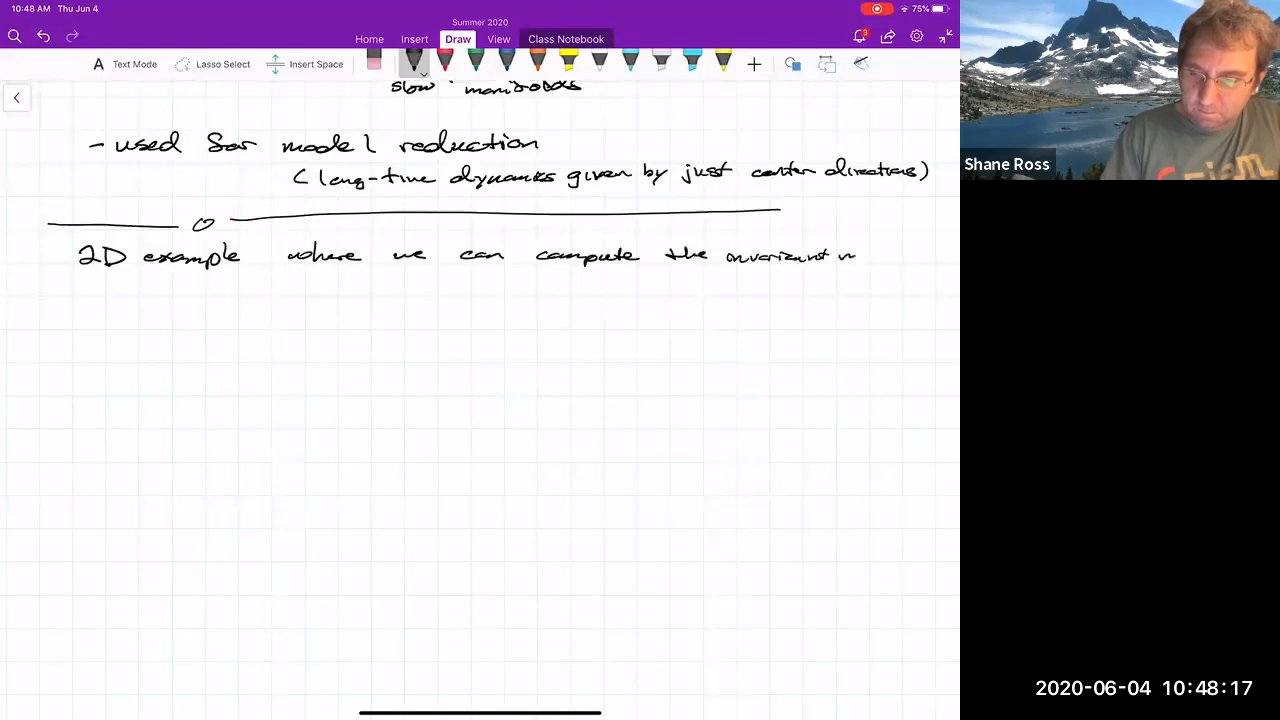 10:48 AM Thu Jun 4
75%
Summer 2020
Home Insert Draw View Class Notebook
3
Text Mode Lasso Select Insert Space
slow manifolds
- used for model reduction
(long-time dynamics given by just center directions)
2D example where we can compute the invariant m
Shane Ross
2020-06-04 10:48:17